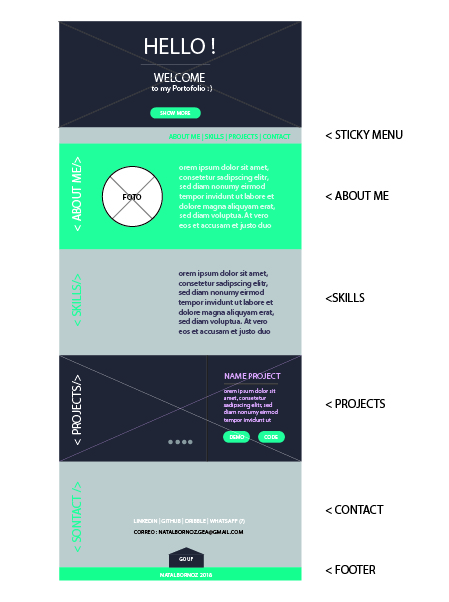 HELLO !
WELCOME
to my Portofolio :)
SHOW MORE
ABOUT ME | SKILLS | PROJECTS | CONTACT
< STICKY MENU
< ABOUT ME/>
FOTO
orem ipsum dolor sit amet,
consetetur sadipscing elitr,
sed diam nonumy eirmod
tempor invidunt ut labore et
dolore magna aliquyam erat,
sed diam voluptua. At vero
eos et accusam et justo duo
< ABOUT ME
< SKILLS/>
orem ipsum dolor sit amet,
consetetur sadipscing elitr,
sed diam nonumy eirmod
tempor invidunt ut labore et
dolore magna aliquyam erat,
sed diam voluptua. At vero
eos et accusam et justo duo
<SKILLS
< PROJECTS/>
NAME PROJECT
orem ipsum dolor sit
amet, consetetur
sadipscing elitr, sed
diam nonumy eirmod
tempor invidunt ut
DEMO
CODE
< PROJECTS
< SONTACT />
LINKEDIN | GITHUB | DRIBBLE | WHATSAPP (?)
CORREO : NATALBORNOZ.GEA@GMAIL.COM
GO UP
< CONTACT
NATALBORNOZ 2018
< FOOTER